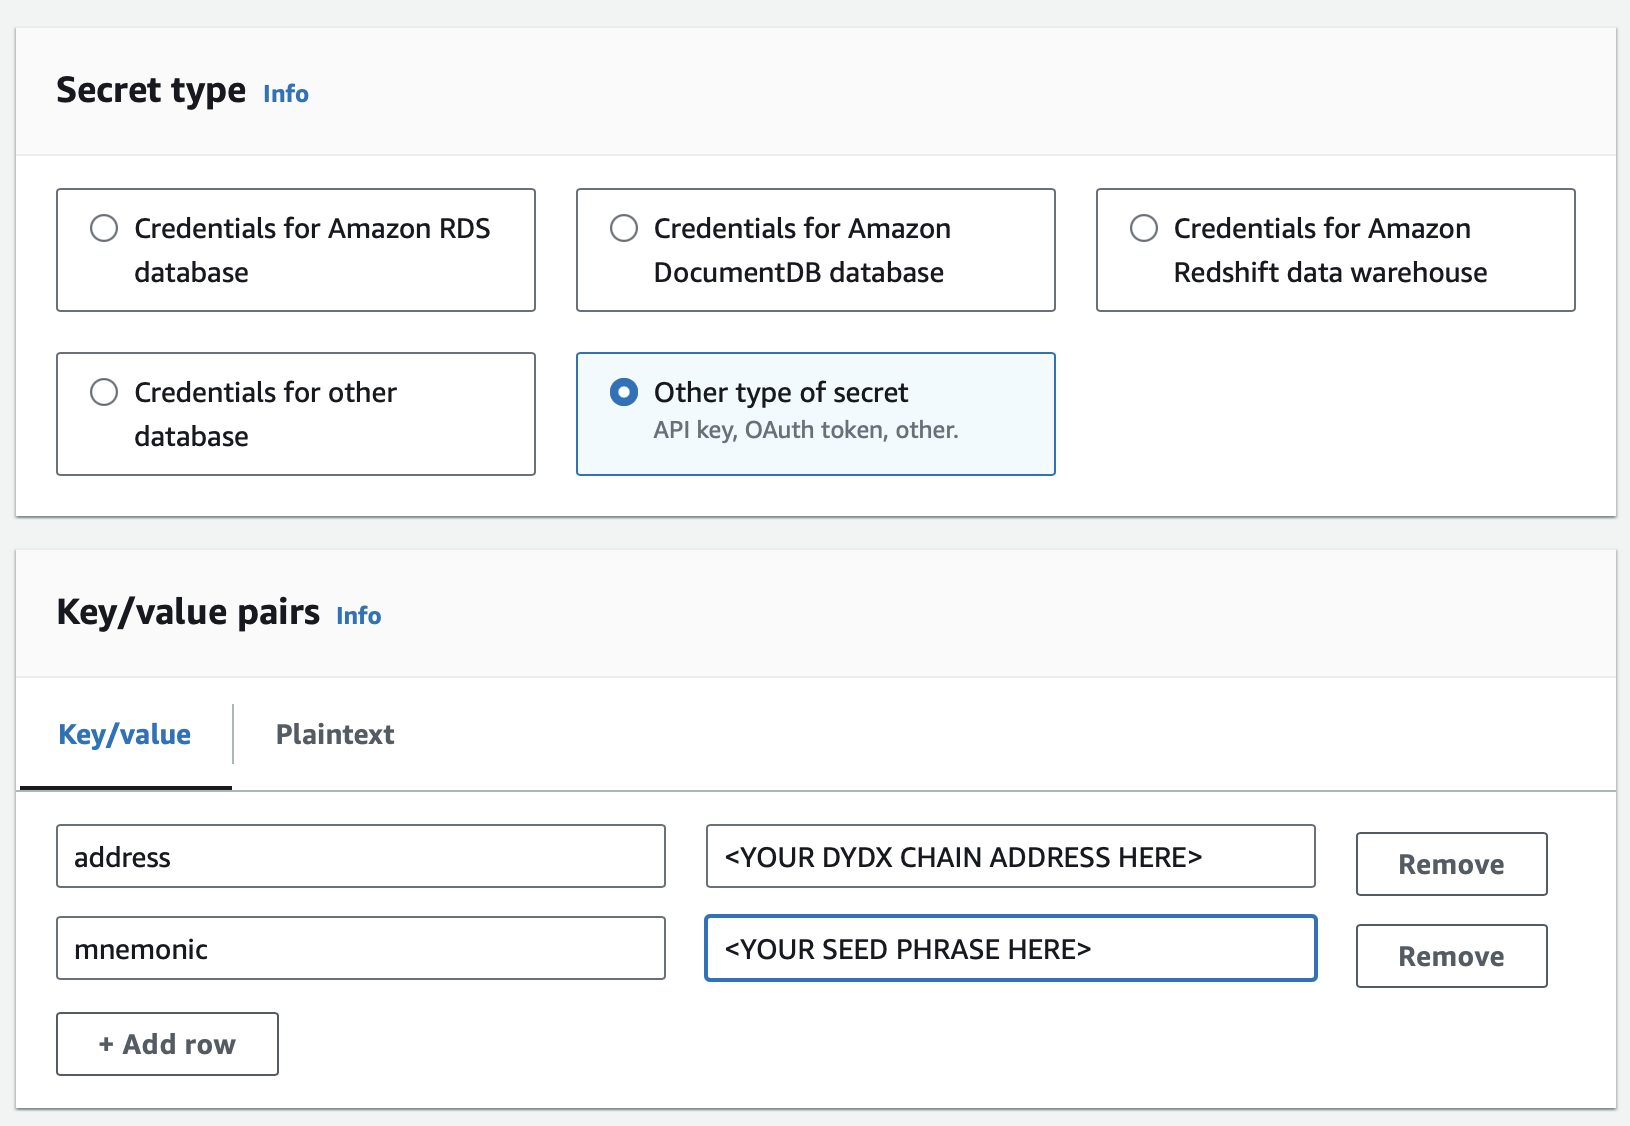 Secret type Info
Credentials for Amazon RDS
database
Credentials for Amazon
DocumentDB database
Credentials for Amazon
Redshift data warehouse
Credentials for other
database
Other type of secret
API key, OAuth token, other.
Key/value pairs Info
Key/value
Plaintext
address
<YOUR DYDX CHAIN ADDRESS HERE>
Remove
mnemonic
<YOUR SEED PHRASE HERE>
Remove
+ Add row